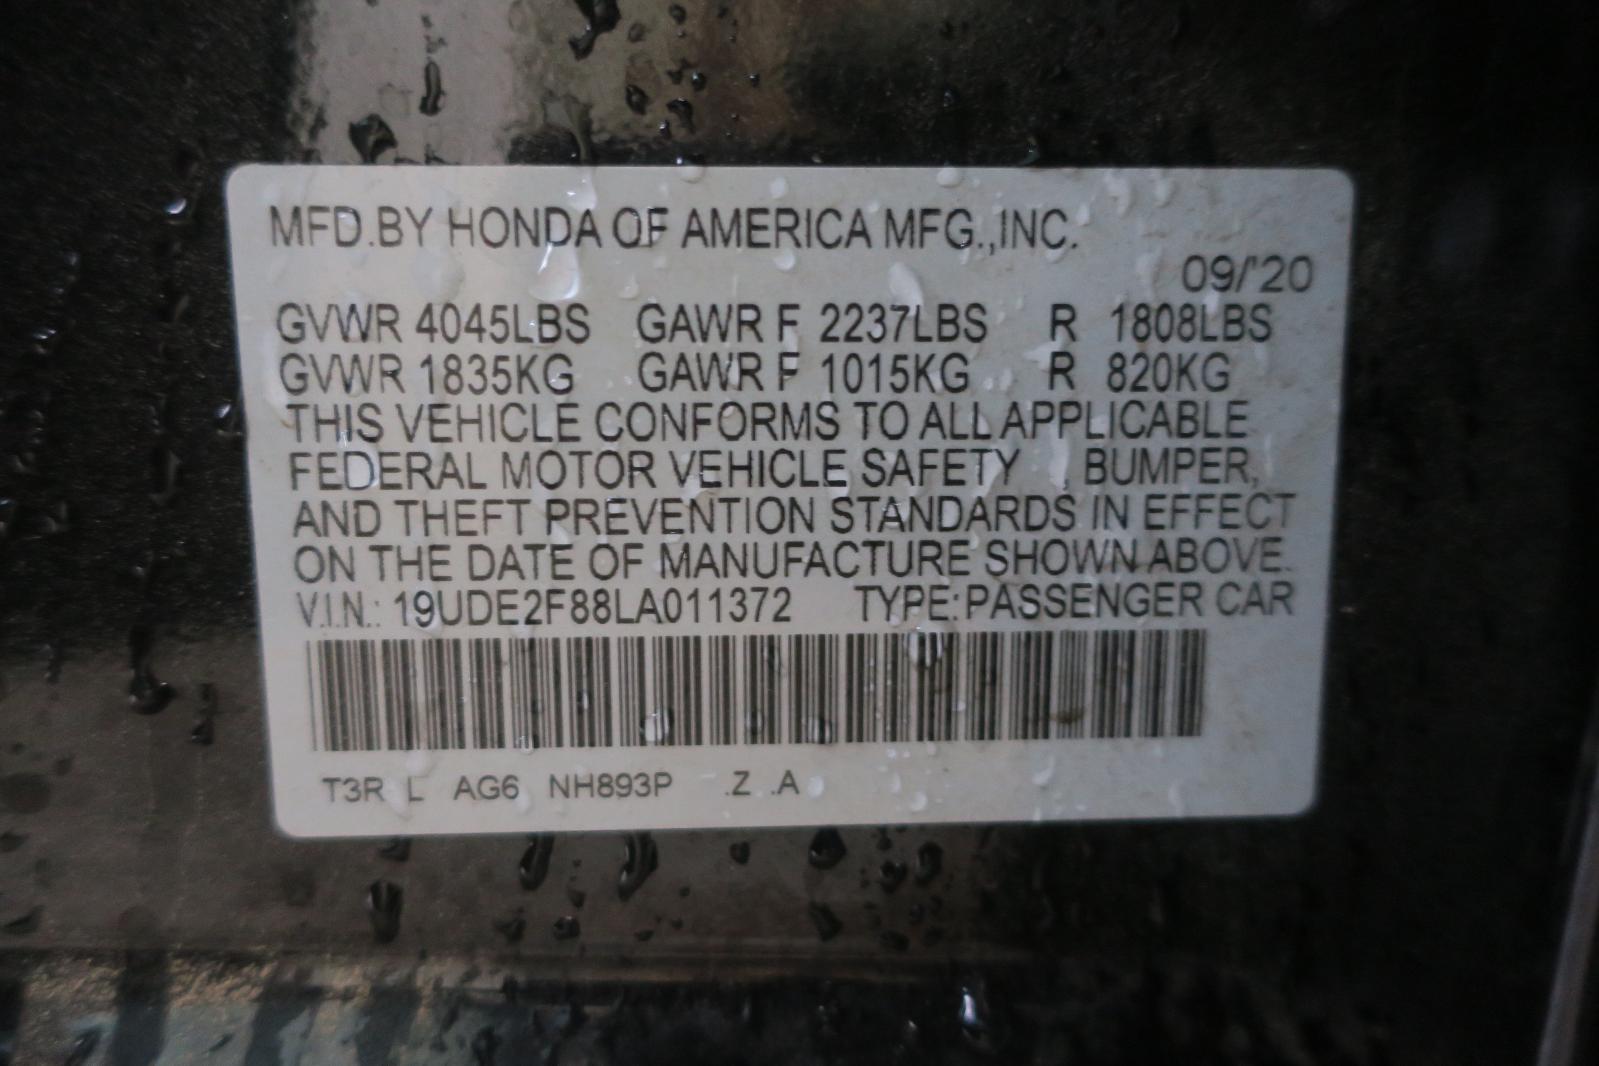 MFD.BY HONDA OF AMERICA MFG.,INC.
09/'20
GVWR 4045LBS GAWR F 2237LBS R 1808LBS
GVWR 1835KG GAWR F 1015KG R 820KG
THIS VEHICLE CONFORMS TO ALL APPLICABLE
FEDERAL MOTOR VEHICLE SAFETY , BUMPER,
AND THEFT PREVENTION STANDARDS IN EFFECT
ON THE DATE OF MANUFACTURE SHOWN ABOVE.
V.I.N.: 19UDE2F88LA011372 TYPE:PASSENGER CAR
T3R L AG6 NH893P .Z .A